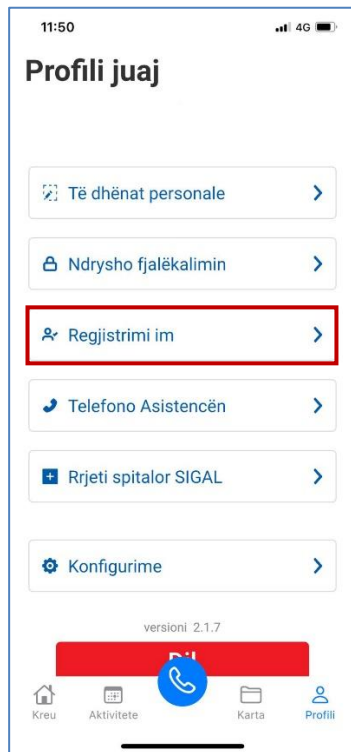 11:50
4G
Profili juaj
Të dhënat personale
Ndrysho fjalëkalimin
Regjistrimi im
Telefono Asistencën
Rrjeti spitalor SIGAL
Konfigurime
versioni 2.1.7
Dil
Kreu
Aktivitete
Karta
Profili